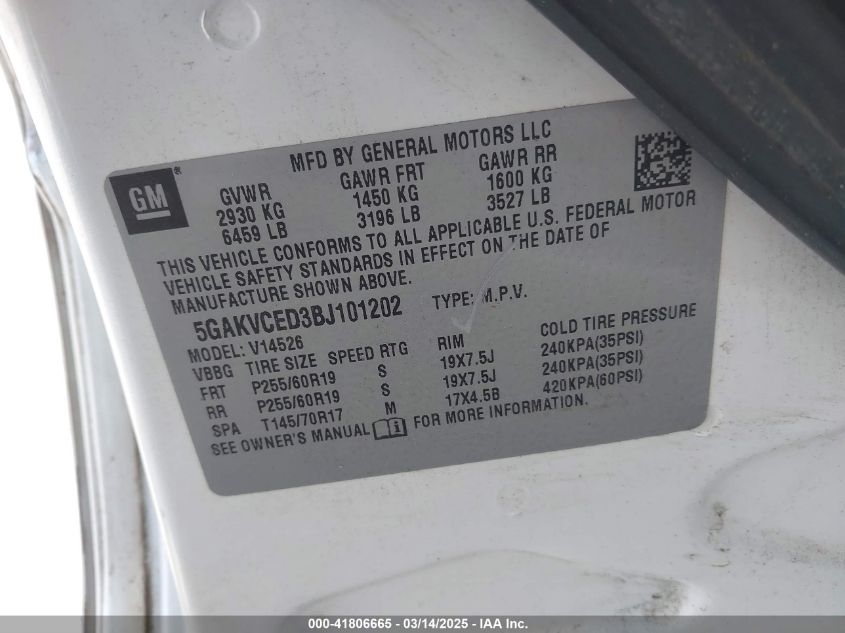 MFD BY GENERAL MOTORS LLC
GM®
GVWR GAWR FRT GAWR RR
2930 KG 1450 KG 1600 KG
6459 LB 3196 LB 3527 LB
THIS VEHICLE CONFORMS TO ALL APPLICABLE U.S. FEDERAL MOTOR
VEHICLE SAFETY STANDARDS IN EFFECT ON THE DATE OF
MANUFACTURE SHOWN ABOVE.
5GAKVCED3BJ101202 TYPE: M.P.V.
MODEL: V14526
VBBG TIRE SIZE SPEED RTG RIM COLD TIRE PRESSURE
FRT P255/60R19 S 19X7.5J 240KPA(35PSI)
RR P255/60R19 S 19X7.5J 240KPA(35PSI)
SPA T145/70R17 M 17X4.5B 420KPA(60PSI)
SEE OWNER'S MANUAL i FOR MORE INFORMATION.
000-41806665 - 03/14/2025 - IAA Inc.